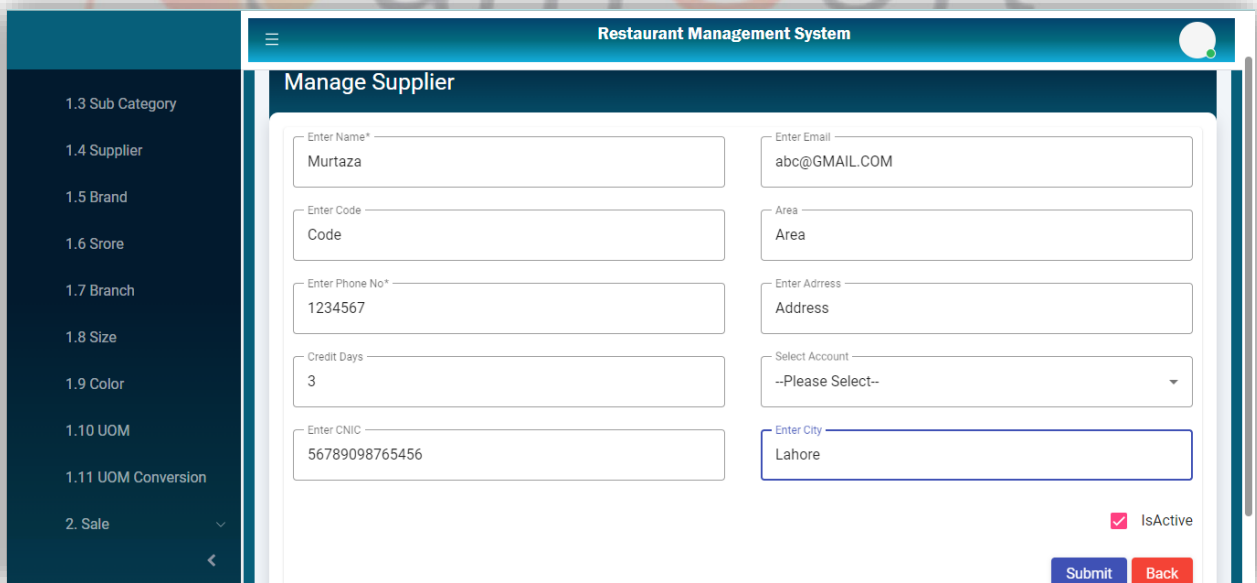 Restaurant Management System
1.3 Sub Category
1.4 Supplier
1.5 Brand
1.6 Srore
1.7 Branch
1.8 Size
1.9 Color
1.10 UOM
1.11 UOM Conversion
2. Sale
Manage Supplier
Enter Name*
Murtaza
Enter Email
abc@GMAIL.COM
Enter Code
Code
Area
Area
Enter Phone No*
1234567
Enter Adrress
Address
Credit Days
3
Select Account
--Please Select--
Enter CNIC
56789098765456
Enter City
Lahore
IsActive
Submit
Back